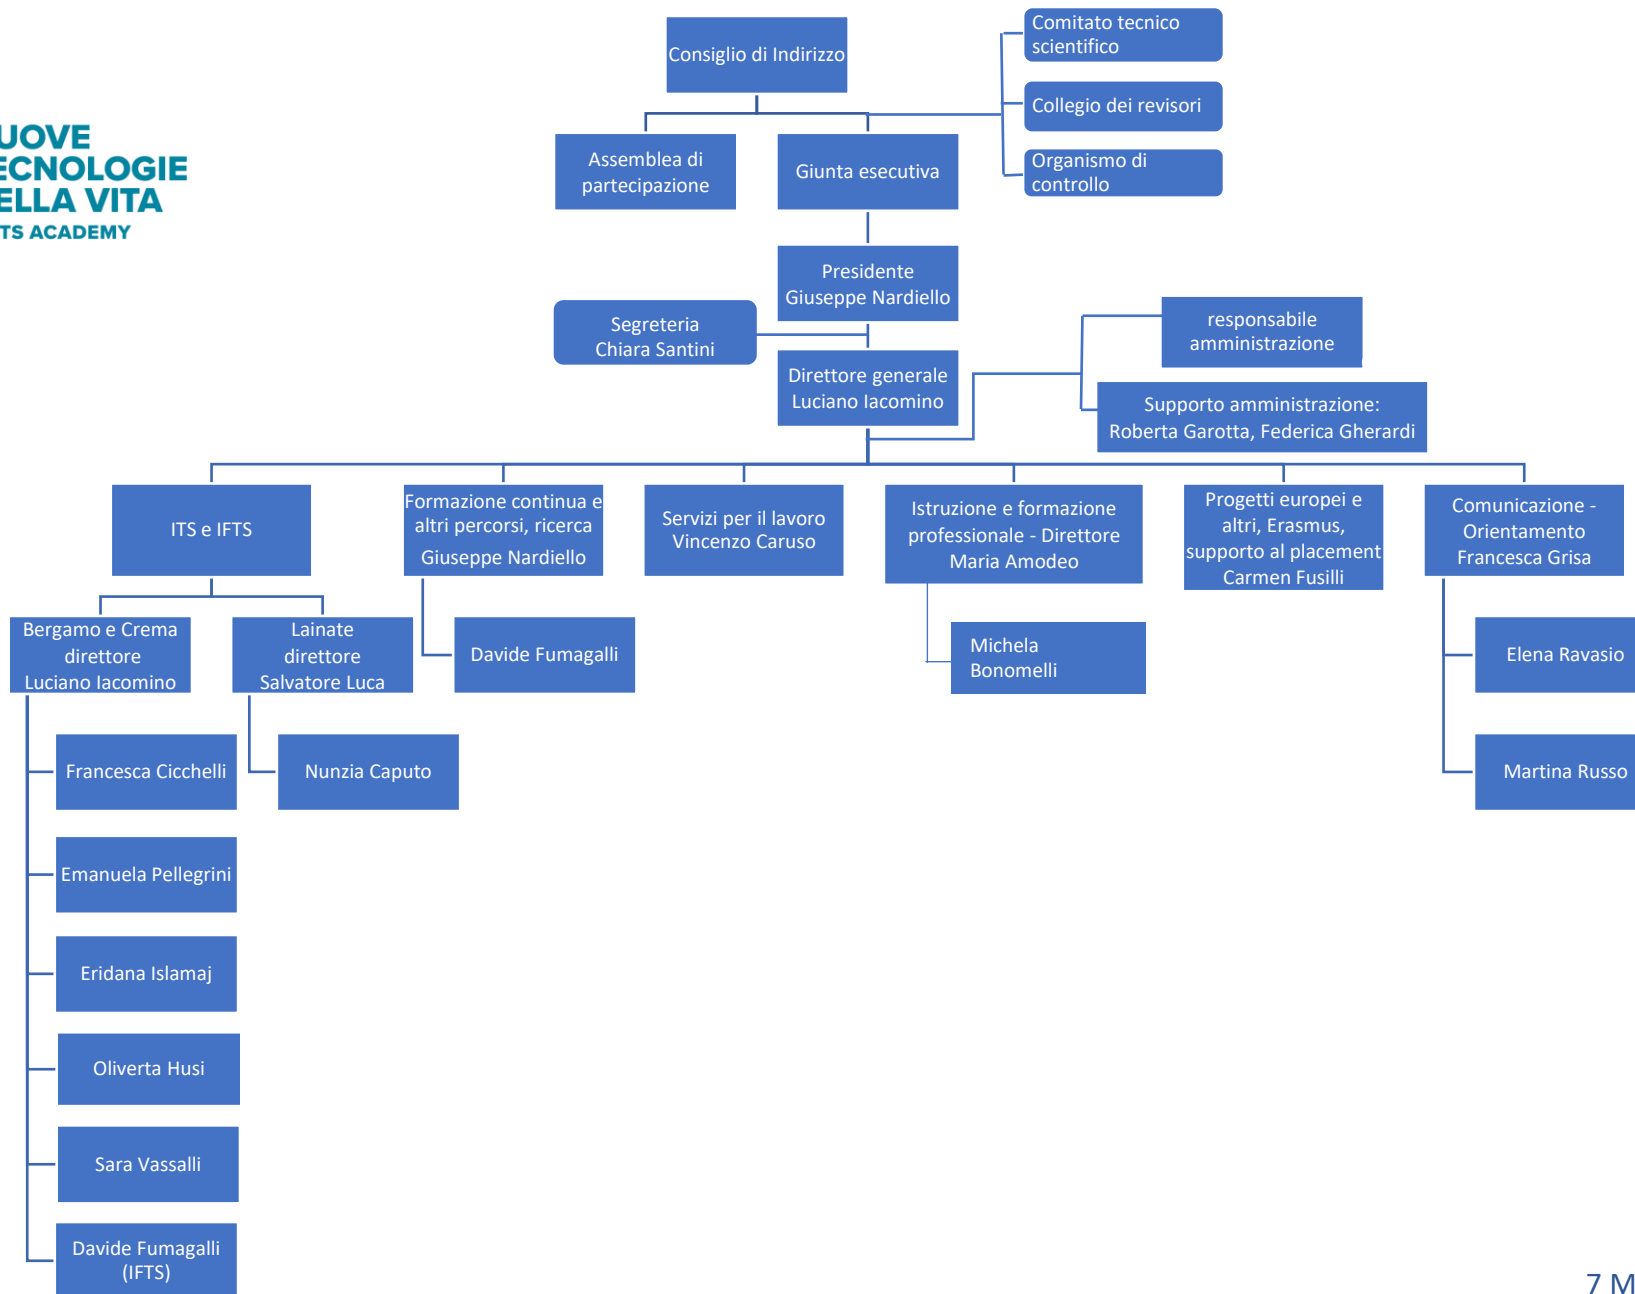 UOVE
ECNOLOGIE
ELLA VITA
TS ACADEMY
Consiglio di Indirizzo
Comitato tecnico
scientifico
Collegio dei revisori
Organismo di
controllo
Assemblea di
partecipazione
Giunta esecutiva
Presidente
Giuseppe Nardiello
Segreteria
Chiara Santini
Direttore generale
Luciano Iacomino
responsabile
amministrazione
Supporto amministrazione:
Roberta Garotta, Federica Gherardi
ITS e IFTS
Formazione continua e
altri percorsi, ricerca
Giuseppe Nardiello
Servizi per il lavoro
Vincenzo Caruso
Istruzione e formazione
professionale - Direttore
Maria Amodeo
Progetti europei e
altri, Erasmus,
supporto al placement
Carmen Fusilli
Comunicazione -
Orientamento
Francesca Grisa
Bergamo e Crema
direttore
Luciano Iacomino
Lainate
direttore
Salvatore Luca
Davide Fumagalli
Michela
Bonomelli
Elena Ravasio
Francesca Cicchelli
Nunzia Caputo
Martina Russo
Emanuela Pellegrini
Eridana Islamaj
Oliverta Husi
Sara Vassalli
Davide Fumagalli
(IFTS)
7 M